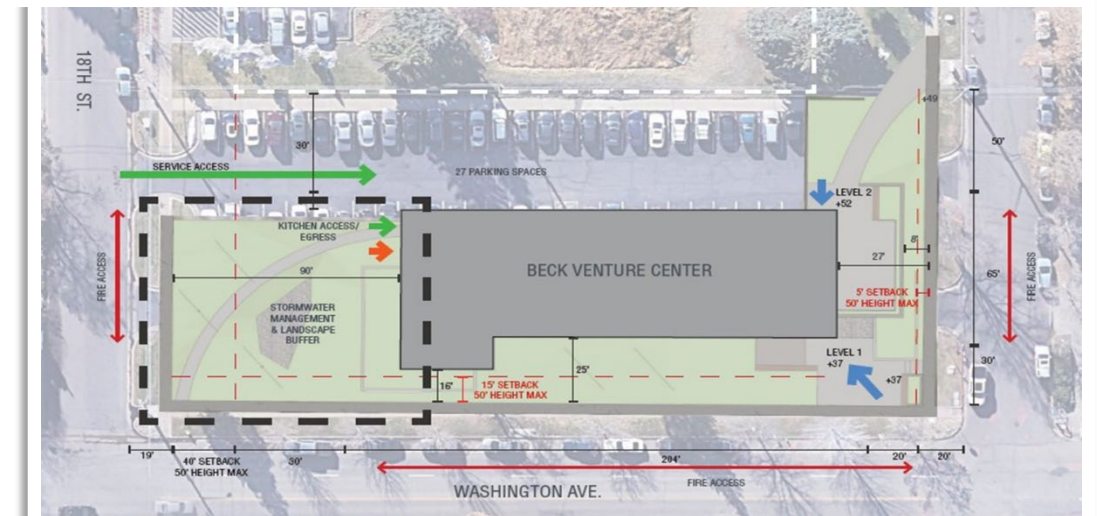 18TH ST.
+49
30'
50'
SERVICE ACCESS
27 PARKING SPACES
LEVEL 2
+52
KITCHEN ACCESS/
EGRESS
8'
27'
BECK VENTURE CENTER
90'
FIRE ACCESS
65'
FIRE ACCESS
5' SETBACK
50' HEIGHT MAX
STORMWATER
MANAGEMENT
& LANDSCAPE
BUFFER
LEVEL 1
+37
30'
25'
+37
16'
15' SETBACK
50' HEIGHT MAX
19'
40' SETBACK
50' HEIGHT MAX
30'
204'
20'
20'
FIRE ACCESS
WASHINGTON AVE.